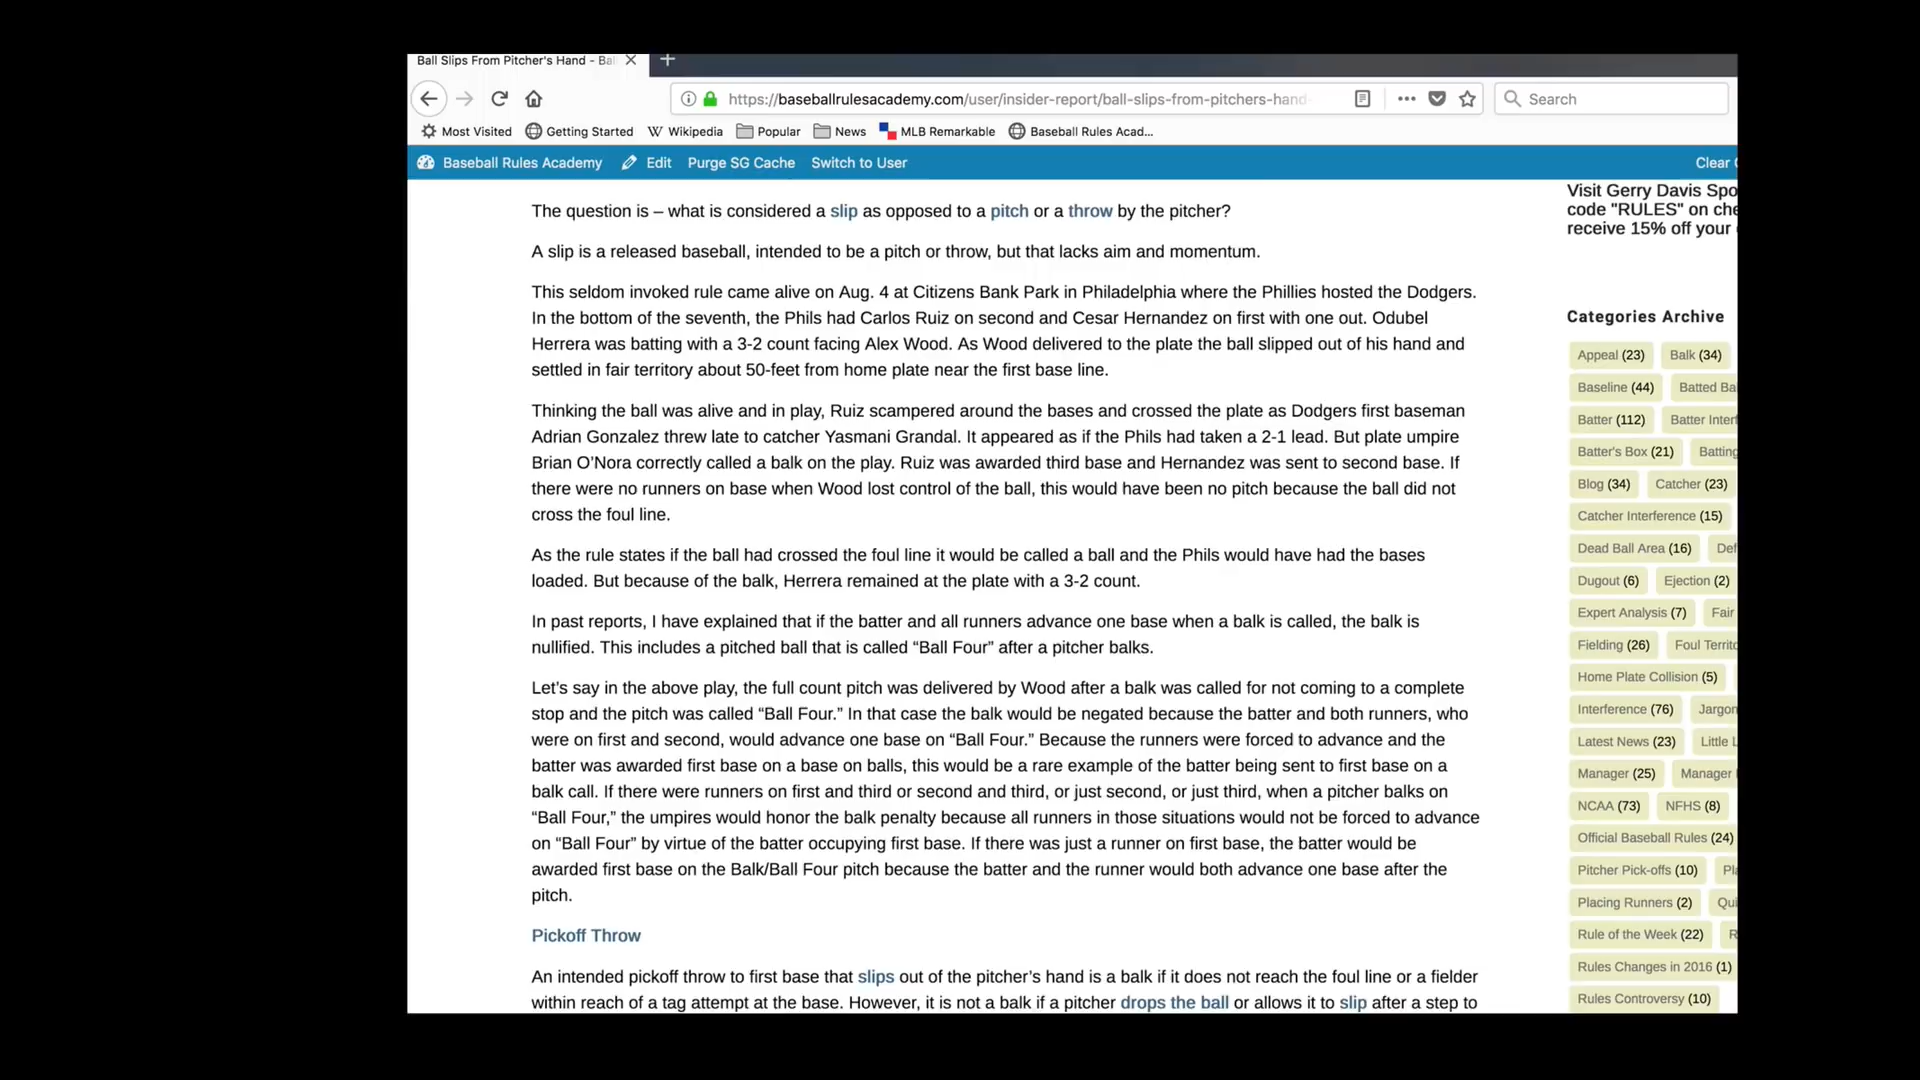 Ball Slips From Pitcher's Hand - Bal
https://baseballrulesacademy.com/user/insider-report/ball-slips-from-pitchers-hand-
Search
Most Visited Getting Started Wikipedia Popular News MLB Remarkable Baseball Rules Acad...
Baseball Rules Academy Edit Purge SG Cache Switch to User Clear
The question is – what is considered a slip as opposed to a pitch or a throw by the pitcher?
A slip is a released baseball, intended to be a pitch or throw, but that lacks aim and momentum.
This seldom invoked rule came alive on Aug. 4 at Citizens Bank Park in Philadelphia where the Phillies hosted the Dodgers.
In the bottom of the seventh, the Phils had Carlos Ruiz on second and Cesar Hernandez on first with one out. Odubel
Herrera was batting with a 3-2 count facing Alex Wood. As Wood delivered to the plate the ball slipped out of his hand and
settled in fair territory about 50-feet from home plate near the first base line.
Thinking the ball was alive and in play, Ruiz scampered around the bases and crossed the plate as Dodgers first baseman
Adrian Gonzalez threw late to catcher Yasmani Grandal. It appeared as if the Phils had taken a 2-1 lead. But plate umpire
Brian O’Nora correctly called a balk on the play. Ruiz was awarded third base and Hernandez was sent to second base. If
there were no runners on base when Wood lost control of the ball, this would have been no pitch because the ball did not
cross the foul line.
As the rule states if the ball had crossed the foul line it would be called a ball and the Phils would have had the bases
loaded. But because of the balk, Herrera remained at the plate with a 3-2 count.
In past reports, I have explained that if the batter and all runners advance one base when a balk is called, the balk is
nullified. This includes a pitched ball that is called “Ball Four” after a pitcher balks.
Let’s say in the above play, the full count pitch was delivered by Wood after a balk was called for not coming to a complete
stop and the pitch was called “Ball Four.” In that case the balk would be negated because the batter and both runners, who
were on first and second, would advance one base on “Ball Four.” Because the runners were forced to advance and the
batter was awarded first base on a base on balls, this would be a rare example of the batter being sent to first base on a
balk call. If there were runners on first and third or second and third, or just second, or just third, when a pitcher balks on
“Ball Four,” the umpires would honor the balk penalty because all runners in those situations would not be forced to advance
on “Ball Four” by virtue of the batter occupying first base. If there was just a runner on first base, the batter would be
awarded first base on the Balk/Ball Four pitch because the batter and the runner would both advance one base after the
pitch.
Pickoff Throw
An intended pickoff throw to first base that slips out of the pitcher’s hand is a balk if it does not reach the foul line or a fielder
within reach of a tag attempt at the base. However, it is not a balk if a pitcher drops the ball or allows it to slip after a step to
Visit Gerry Davis Spo
code "RULES" on che
receive 15% off your
Categories Archive
Appeal (23) Balk (34)
Baseline (44) Batted Ba
Batter (112) Batter Inter
Batter's Box (21) Batting
Blog (34) Catcher (23)
Catcher Interference (15)
Dead Ball Area (16) Def
Dugout (6) Ejection (2)
Expert Analysis (7) Fair
Fielding (26) Foul Territo
Home Plate Collision (5)
Interference (76) Jargon
Latest News (23) Little L
Manager (25) Manager
NCAA (73) NFHS (8)
Official Baseball Rules (24)
Pitcher Pick-offs (10) Pla
Placing Runners (2) Qui
Rule of the Week (22) R
Rules Changes in 2016 (1)
Rules Controversy (10)